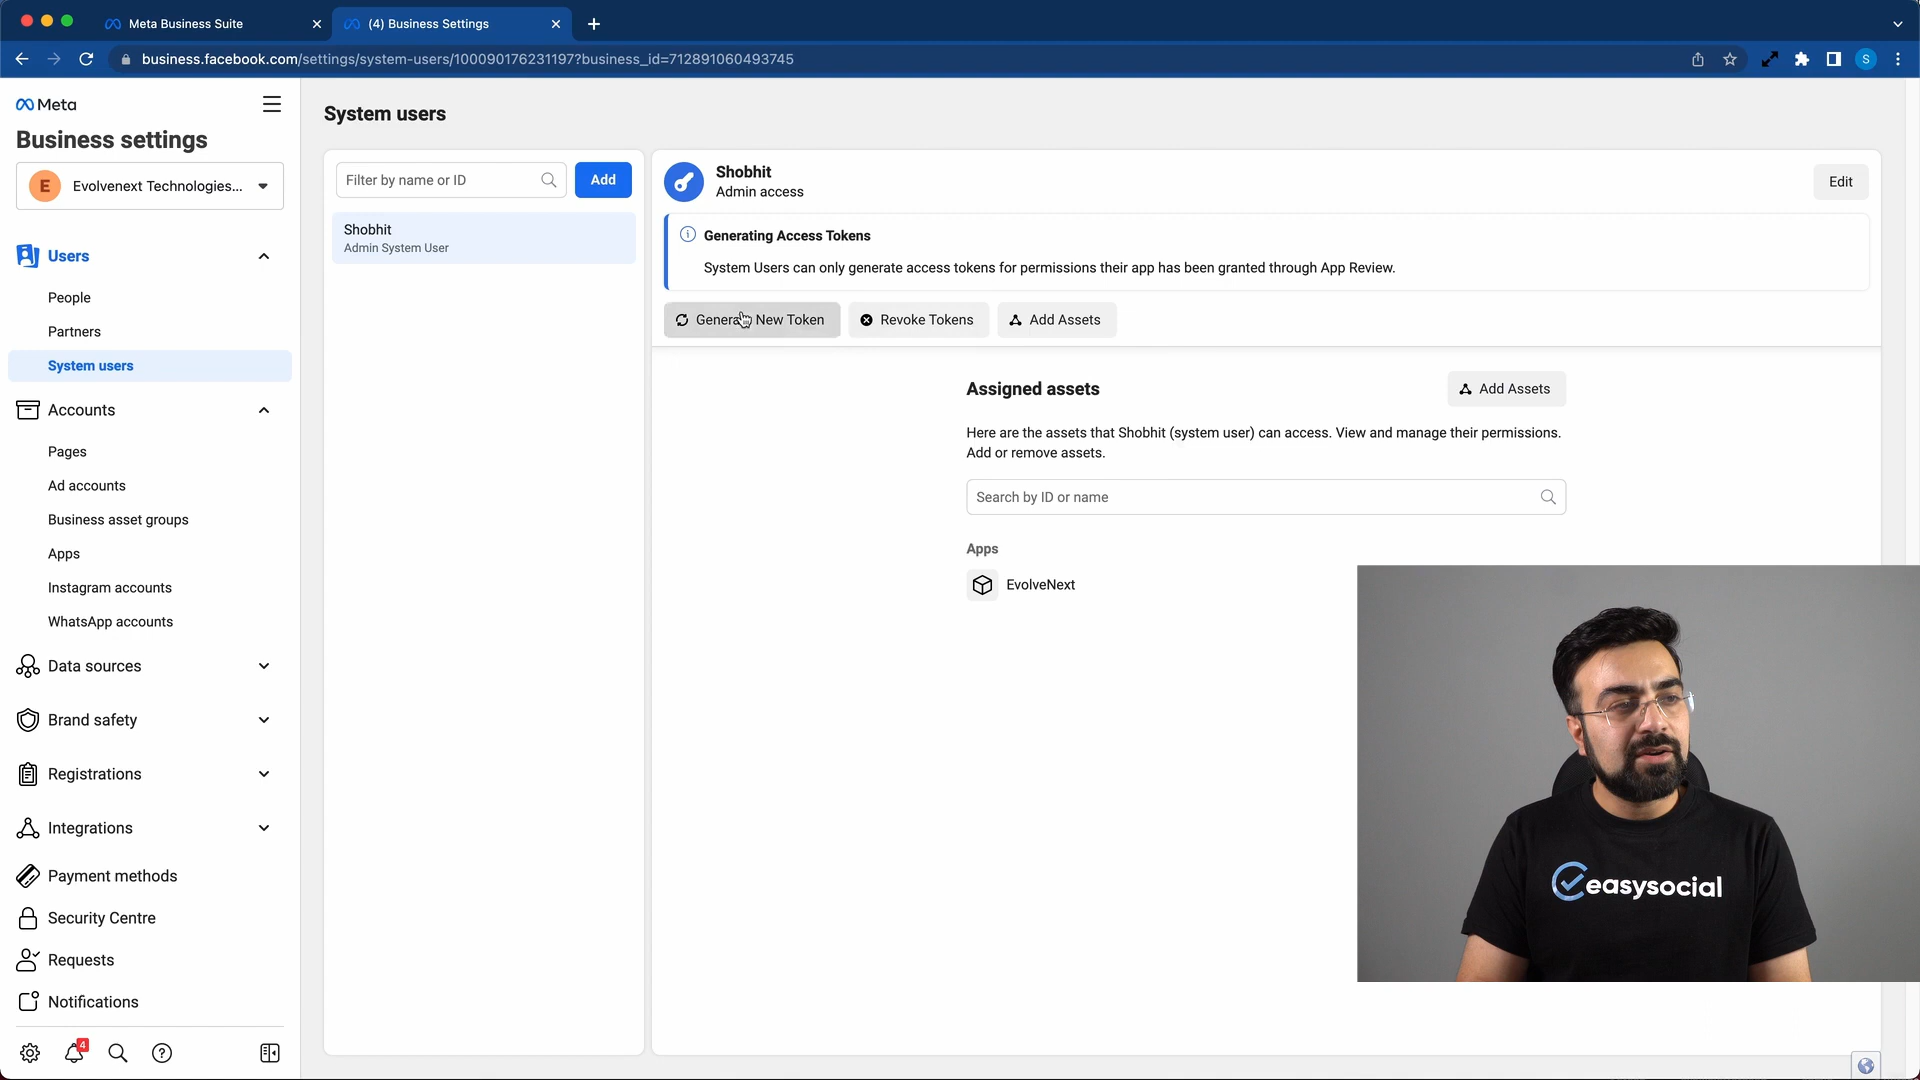 Meta Business Suite
(4) Business Settings
business.facebook.com/settings/system-users/100090176231197?business_id=712891060493745
S
Meta
Business settings
E
Evolvenext Technologies...
Users
People
Partners
System users
Accounts
Pages
Ad accounts
Business asset groups
Apps
Instagram accounts
WhatsApp accounts
Data sources
Brand safety
Registrations
Integrations
Payment methods
Security Centre
Requests
Notifications
4
System users
Filter by name or ID
Add
Shobhit
Admin System User
Shobhit
Admin access
Edit
Generating Access Tokens
System Users can only generate access tokens for permissions their app has been granted through App Review.
Generate New Token
Revoke Tokens
Add Assets
Assigned assets
Add Assets
Here are the assets that Shobhit (system user) can access. View and manage their permissions.
Add or remove assets.
Search by ID or name
Apps
EvolveNext
easysocial